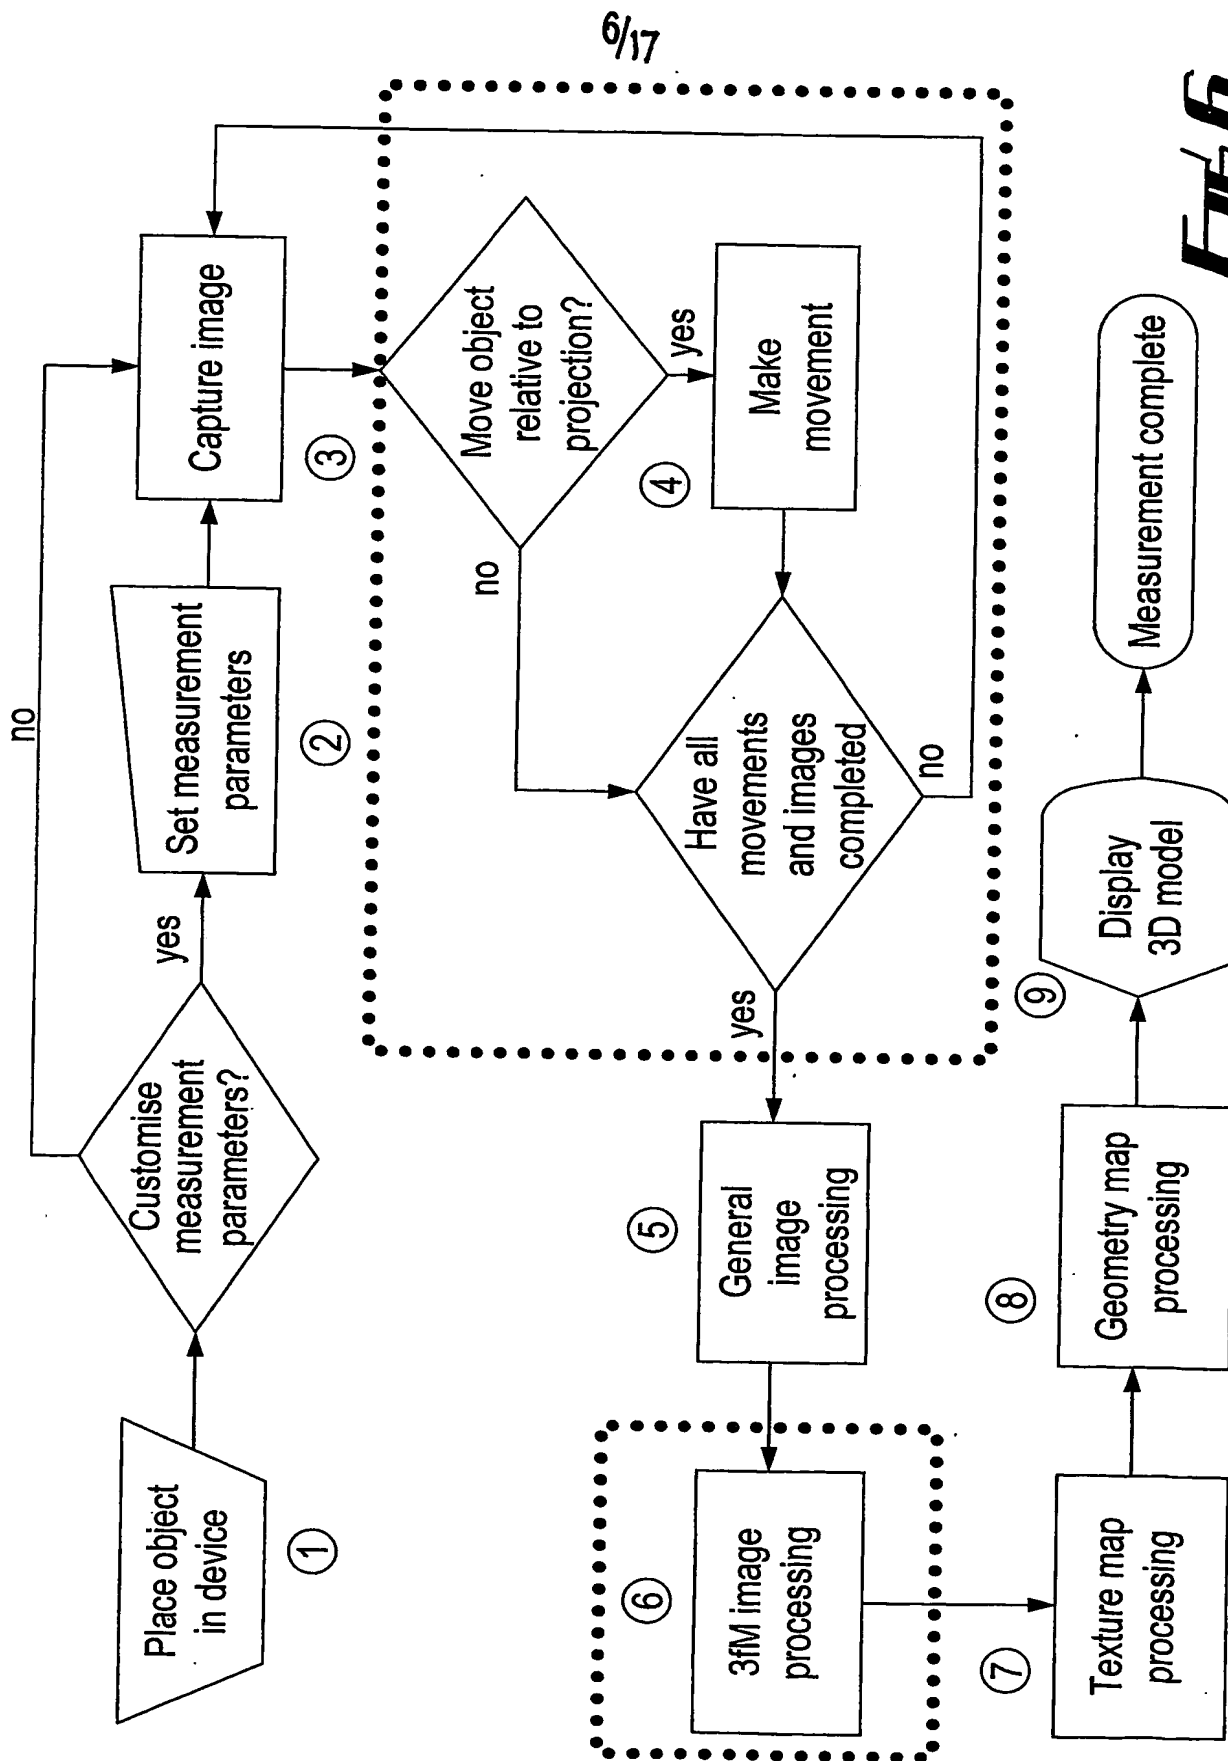 6/17
Place object
in device
1
Customise
measurement
parameters?
no
yes
Set measurement
parameters
2
Capture image
3
Move object
relative to
projection?
no
yes
4
Make
movement
Have all
movements
and images
completed
no
yes
5
General
image
processing
6
3fM image
processing
7
Texture map
processing
8
Geometry map
processing
9
Display
3D model
Measurement complete